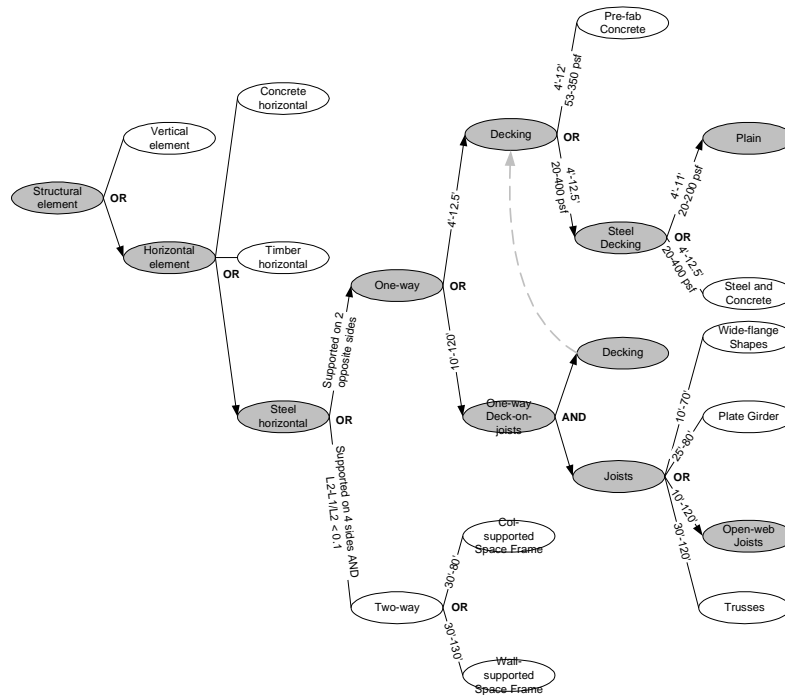 Pre-fab
Concrete
4'-12'
53-350 psf
Concrete
horizontal
Vertical
element
Decking
OR
Plain
4'-12.5'
20-400 psf
4'-11'
20-200 psf
Structural
element
OR
4'-12.5'
Steel
Decking
OR
Horizontal
element
OR
Timber
horizontal
4'-12.5'
20-400 psf
One-way
OR
Steel and
Concrete
Supported on 2
opposite sides
10'-120'
Wide-flange
Shapes
Decking
10'-70'
Steel
horizontal
OR
One-way
Deck-on-
joists
AND
Plate Girder
25'-80'
Supported on 4 sides AND
L2-L1/L2 < 0.1
Joists
OR
10'-120'
Open-web
Joists
30'-120'
Col-
supported
Space Frame
30'-80'
Two-way
OR
Trusses
30'-130'
Wall-
supported
Space Frame